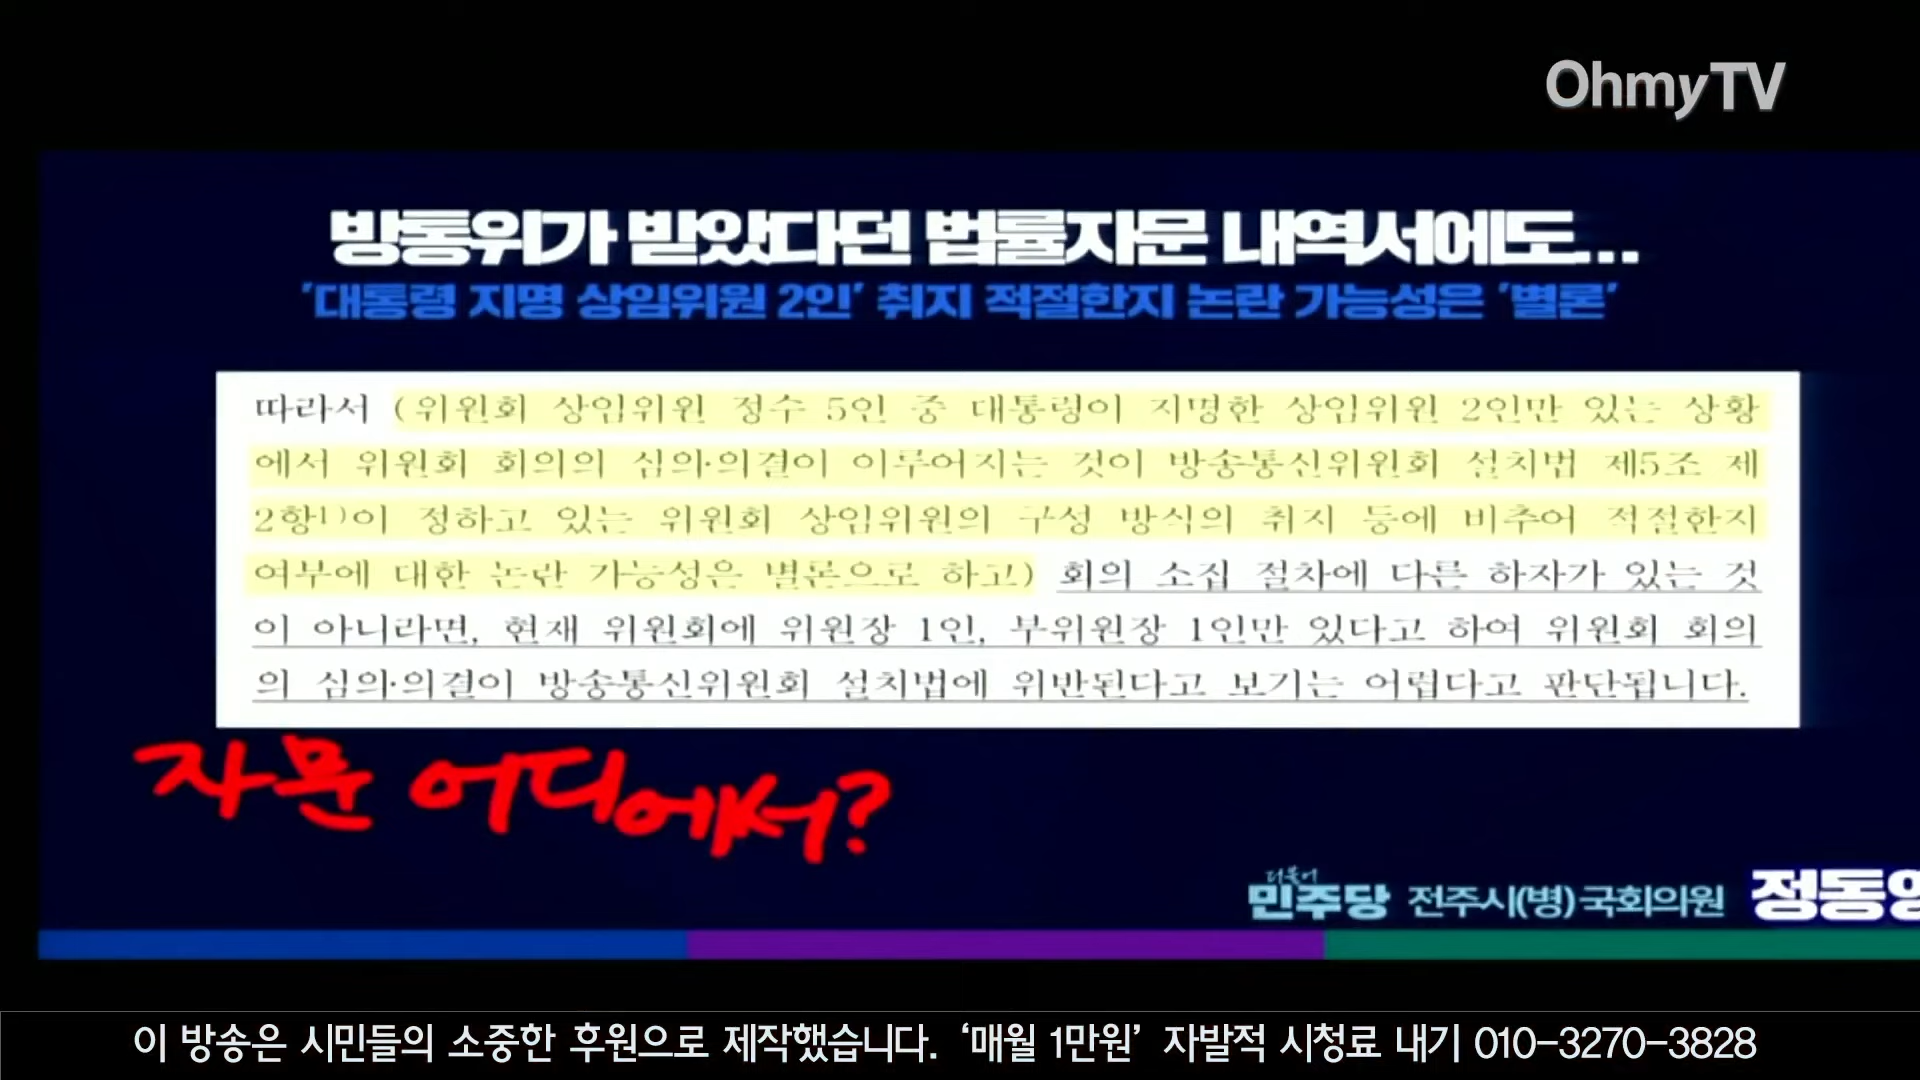 OhmyTV
방통위가 받았다던 법률자문 내역서에도...
'대통령 지명 상임위원 2인' 취지 적절한지 논란 가능성은 '별론'
따라서 (위원회 상임위원 정수 5인 중 대통령이 지명한 상임위원 2인만 있는 상황
에서 위원회 회의의 심의·의결이 이루어지는 것이 방송통신위원회 설치법 제5조 제
2항1)이 정하고 있는 위원회 상임위원의 구성 방식의 취지 등에 비추어 적절한지
여부에 대한 논란 가능성은 별론으로 하고) 회의 소집 절차에 다른 하자가 있는 것
이 아니라면, 현재 위원회에 위원장 1인, 부위원장 1인만 있다고 하여 위원회 회의
의 심의·의결이 방송통신위원회 설치법에 위반된다고 보기는 어렵다고 판단됩니다.
자문 어디에서?
더불어
민주당 전주시(병) 국회의원 정동영
이 방송은 시민들의 소중한 후원으로 제작했습니다. ‘매월 1만원’ 자발적 시청료 내기 010-3270-3828